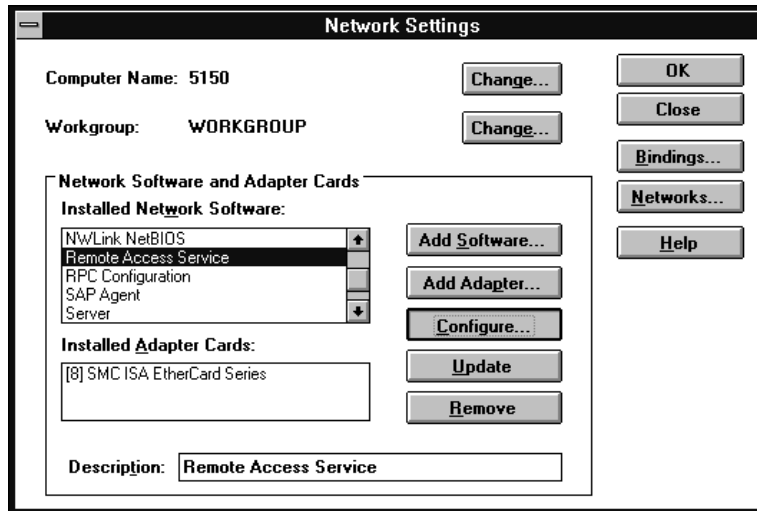 Network Settings
Computer Name: 5150
Change...
OK
Close
Workgroup: WORKGROUP
Change...
Bindings...
Networks...
Help
Network Software and Adapter Cards
Installed Network Software:
NWLink NetBIOS
Remote Access Service
RPC Configuration
SAP Agent
Server
Add Software...
Add Adapter...
Configure...
Update
Remove
Installed Adapter Cards:
[8] SMC ISA EtherCard Series
Description: Remote Access Service